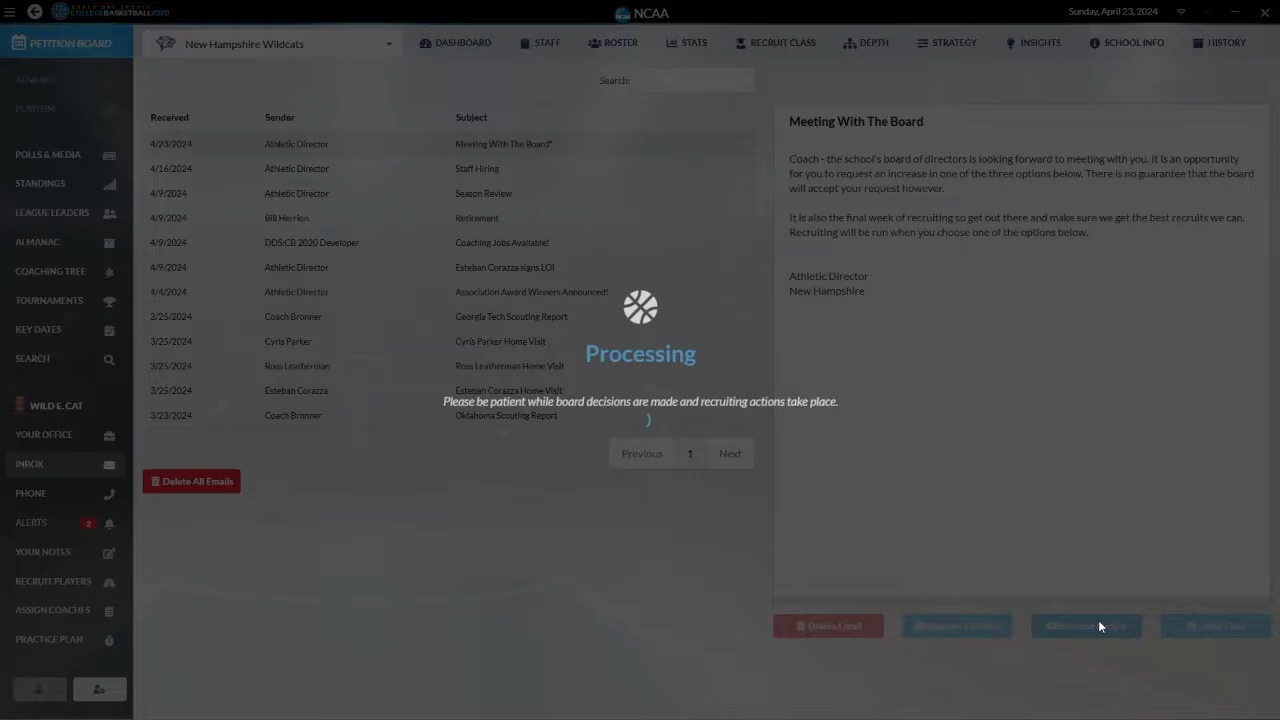 DRAFT DAY SPORTS
COLLEGE BASKETBALL 2020
NCAA
Sunday, April 23, 2024
PETITION BOARD
New Hampshire Wildcats
DASHBOARD
STAFF
ROSTER
STATS
RECRUIT CLASS
DEPTH
STRATEGY
INSIGHTS
SCHOOL INFO
HISTORY
ADVANCE
PLAY/SIM
POLLS & MEDIA
STANDINGS
LEAGUE LEADERS
ALMANAC
COACHING TREE
TOURNAMENTS
KEY DATES
SEARCH
WILD E. CAT
YOUR OFFICE
INBOX
PHONE
ALERTS 2
YOUR NOTES
RECRUIT PLAYERS
ASSIGN COACHES
PRACTICE PLAN
Search:
Received Sender Subject
4/23/2024 Athletic Director Meeting With The Board*
4/16/2024 Athletic Director Staff Hiring
4/9/2024 Athletic Director Season Review
4/9/2024 Bill Herrion Retirement
4/9/2024 DDS:CB 2020 Developer Coaching Jobs Available!
4/9/2024 Athletic Director Esteban Corazza signs LOI
4/4/2024 Athletic Director Association Award Winners Announced!
3/25/2024 Coach Bronner Georgia Tech Scouting Report
3/25/2024 Cyris Parker Cyris Parker Home Visit
3/25/2024 Ross Leatherman Ross Leatherman Home Visit
3/25/2024 Esteban Corazza Esteban Corazza Home Visit
3/23/2024 Coach Bronner Oklahoma Scouting Report
Previous 1 Next
Delete All Emails
Processing
Please be patient while board decisions are made and recruiting actions take place.
Meeting With The Board
Coach - the school's board of directors is looking forward to meeting with you. It is an opportunity
for you to request an increase in one of the three options below. There is no guarantee that the board
will accept your request however.
It is also the final week of recruiting so get out there and make sure we get the best recruits we can.
Recruiting will be run when you choose one of the options below.
Athletic Director
New Hampshire
Delete Email